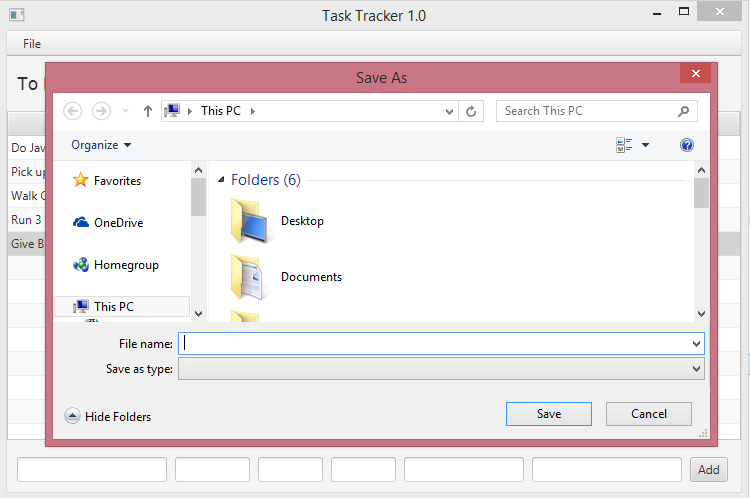 Task Tracker 1.0
File
To
Save As
This PC
Search This PC
Organize
Favorites
OneDrive
Homegroup
This PC
Folders (6)
Desktop
Documents
Do Jav
Pick up
Walk
Run 3
Give B
File name:
Save as type:
Hide Folders
Save
Cancel
Add